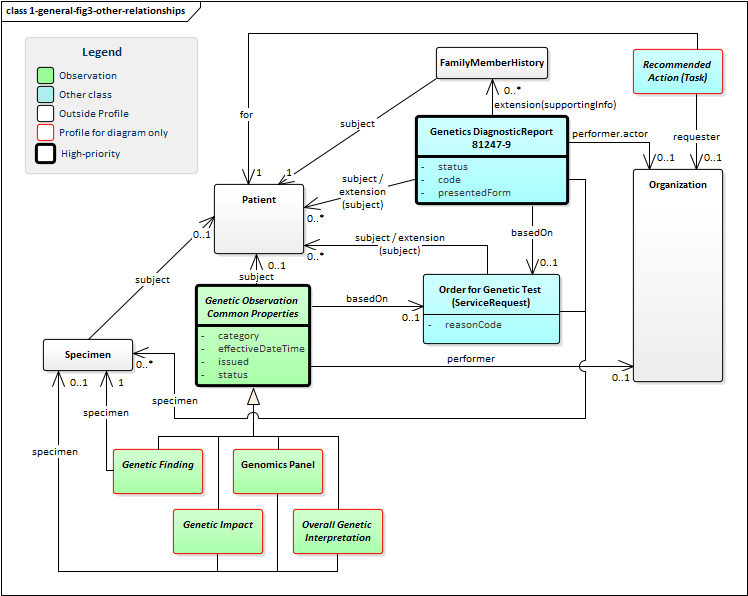 class 1-general-fig3-other-relationships
Legend
Observation
Other class
Outside Profile
Profile for diagram only
High-priority
FamilyMemberHistory
Recommended
Action (Task)
0..*
extension(supportingInfo)
for
subject
Genetics DiagnosticReport
81247-9
- status
- code
- presentedForm
performer.actor
requester
1
1
0..1
0..1
subject /
extension
(subject)
0..*
Patient
Organization
0..1
basedOn
subject / extension
(subject)
0..*
0..1
0..1
subject
subject
Genetic Observation
Common Properties
- category
- effectiveDateTime
- issued
- status
basedOn
0..1
Order for Genetic Test
(ServiceRequest)
- reasonCode
Specimen
0..*
performer
0..1
0..1
1
specimen
specimen
specimen
Genetic Finding
Genomics Panel
Genetic Impact
Overall Genetic
Interpretation